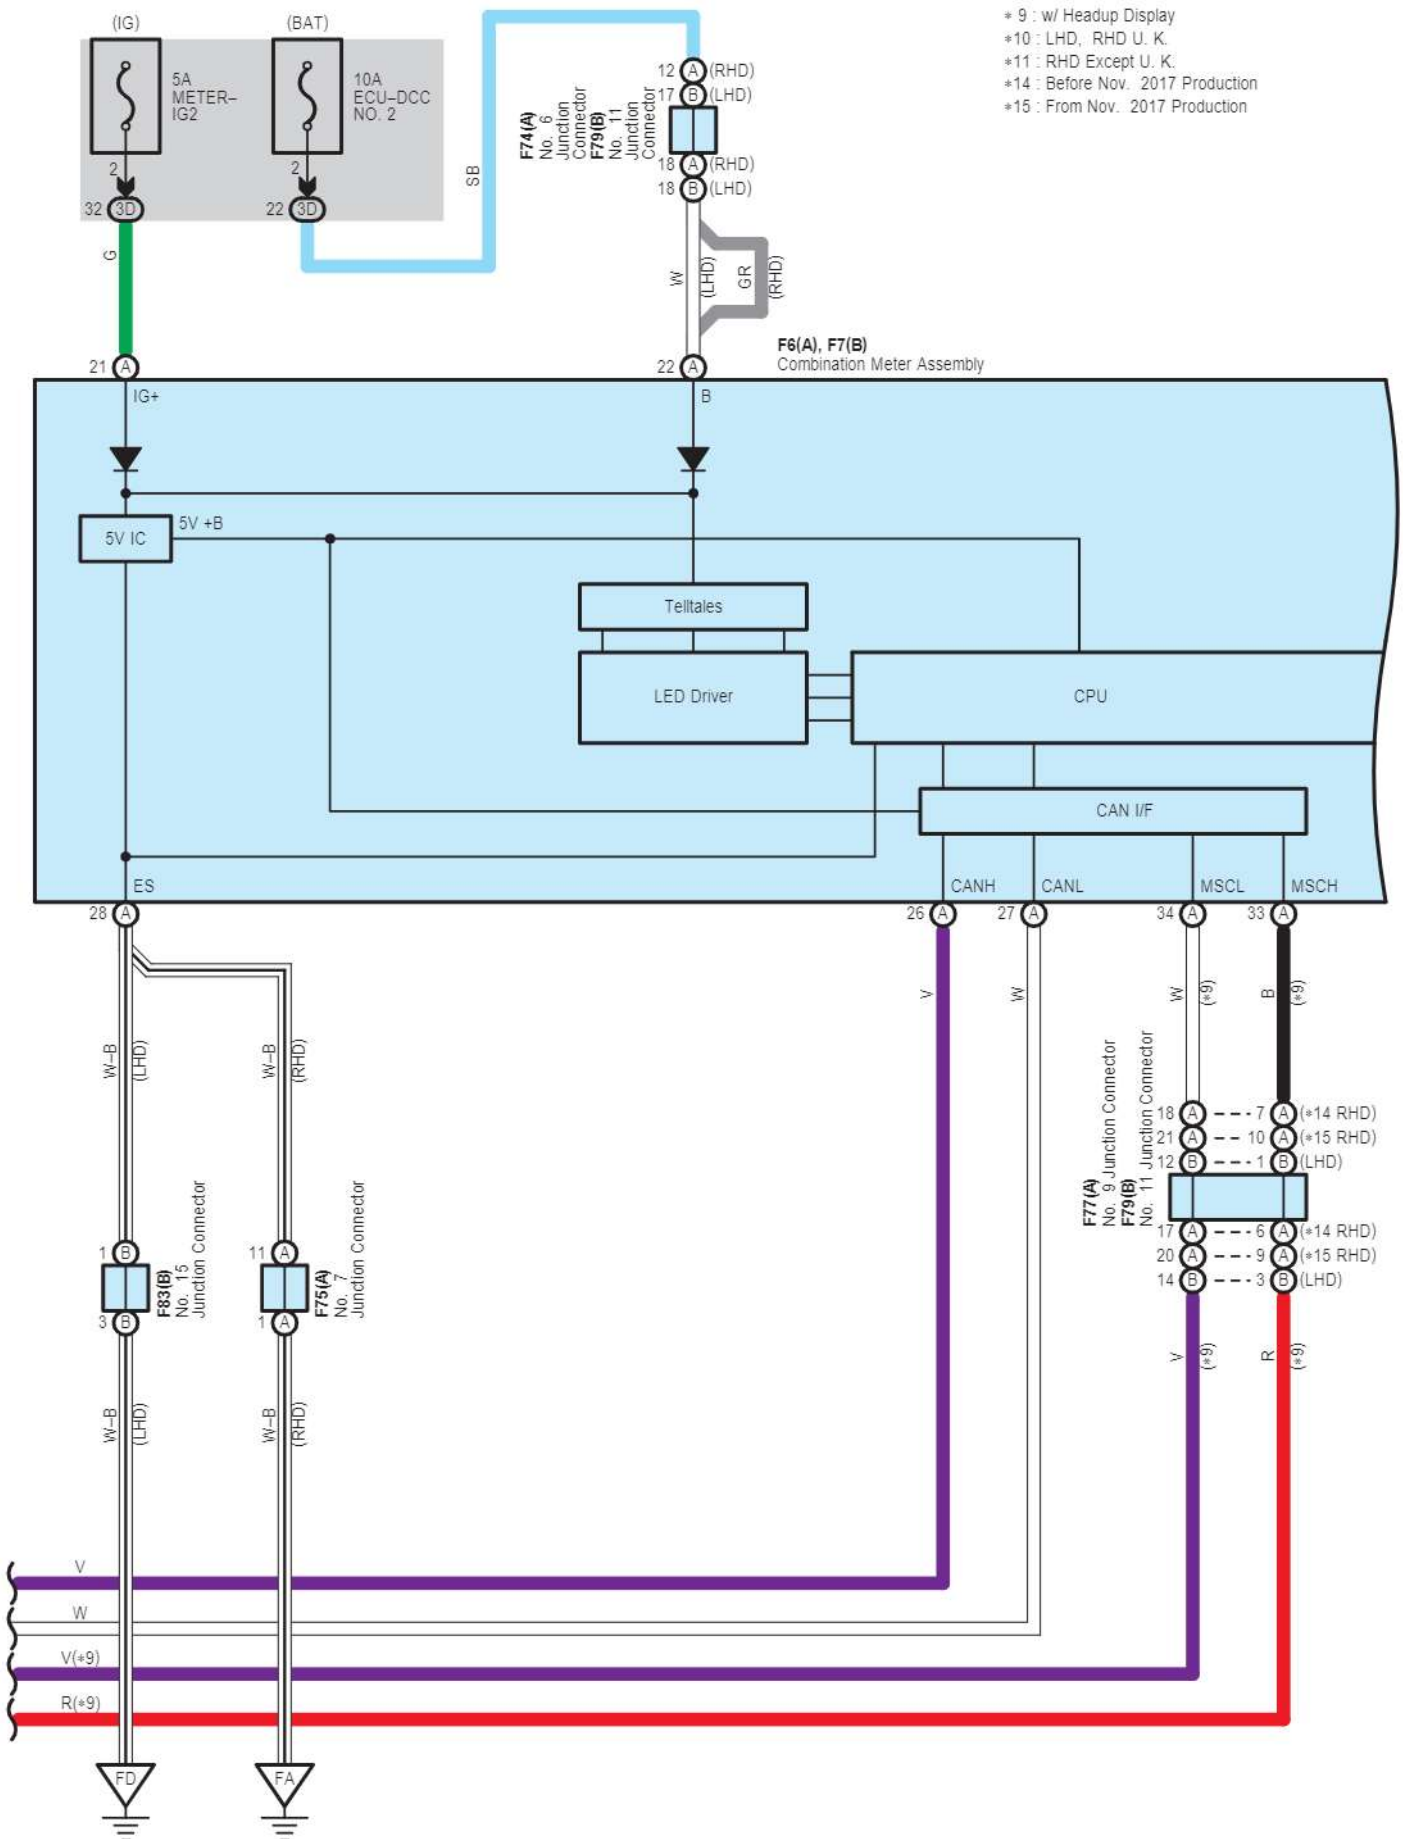 (IG)
(BAT)
5A
METER–
IG2
10A
ECU–DCC
NO. 2
2
2
32 3D
22 3D
G
SB
F74(A)
No. 6
Junction
Connector
F79(B)
No. 11
Junction
Connector
12 A (RHD)
17 B (LHD)
18 A (RHD)
18 B (LHD)
∗ 9 : w/ Headup Display
∗10 : LHD, RHD U. K.
∗11 : RHD Except U. K.
∗14 : Before Nov. 2017 Production
∗15 : From Nov. 2017 Production
W
(LHD)
GR
(RHD)
F6(A), F7(B)
Combination Meter Assembly
21 A
22 A
IG+
B
5V IC
5V +B
Telltales
LED Driver
CPU
CAN I/F
ES
CANH
CANL
MSCL
MSCH
28 A
26 A
27 A
34 A
33 A
V
W
W
(∗9)
B
(∗9)
W–B
(LHD)
W–B
(RHD)
F77(A)
No. 9 Junction Connector
F79(B)
No. 11 Junction Connector
18 A 7 A (∗14 RHD)
21 A 10 A (∗15 RHD)
12 B 1 B (LHD)
17 A 6 A (∗14 RHD)
20 A 9 A (∗15 RHD)
14 B 3 B (LHD)
1 B
11 A
F83(B)
No. 15
Junction Connector
F75(A)
No. 7
Junction Connector
3 B
1 A
V
(∗9)
R
(∗9)
W–B
(LHD)
W–B
(RHD)
V
W
V(∗9)
R(∗9)
FD
FA